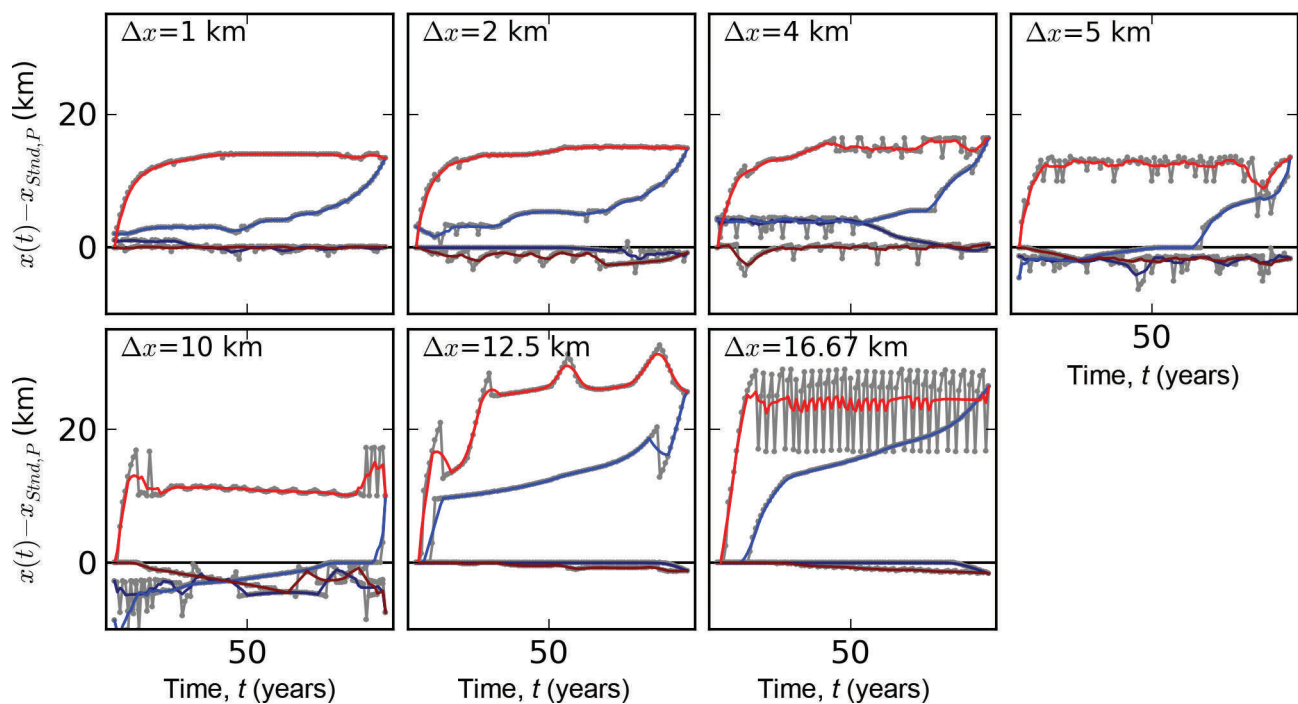 Δx=1 km
Δx=2 km
Δx=4 km
Δx=5 km
x(t)−x_{Stnd,P} (km)
20
0
50
Time, t (years)
Δx=10 km
Δx=12.5 km
Δx=16.67 km
x(t)−x_{Stnd,P} (km)
20
0
50
50
50
Time, t (years)
Time, t (years)
Time, t (years)